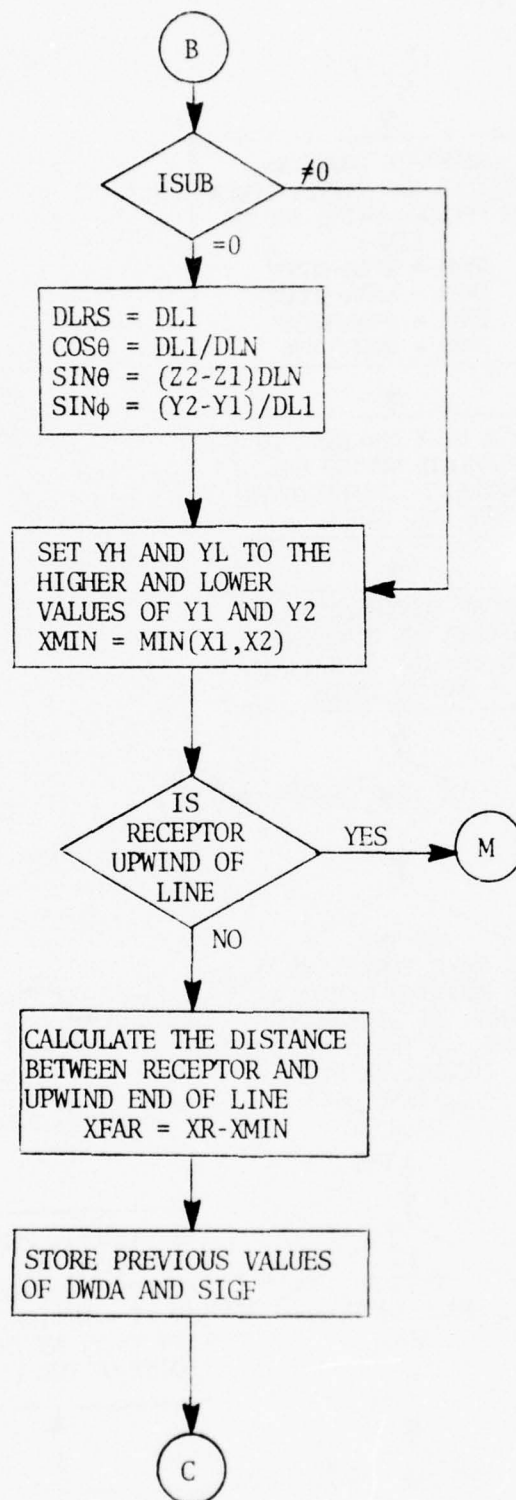 B
ISUB
≠0
=0
DLRS = DL1
COSθ = DL1/DLN
SINθ = (Z2-Z1)DLN
SINϕ = (Y2-Y1)/DL1
SET YH AND YL TO THE
HIGHER AND LOWER
VALUES OF Y1 AND Y2
XMIN = MIN(X1,X2)
IS
RECEPTOR
UPWIND OF
LINE
YES
M
NO
CALCULATE THE DISTANCE
BETWEEN RECEPTOR AND
UPWIND END OF LINE
XFAR = XR-XMIN
STORE PREVIOUS VALUES
OF DWDA AND SIGF
C